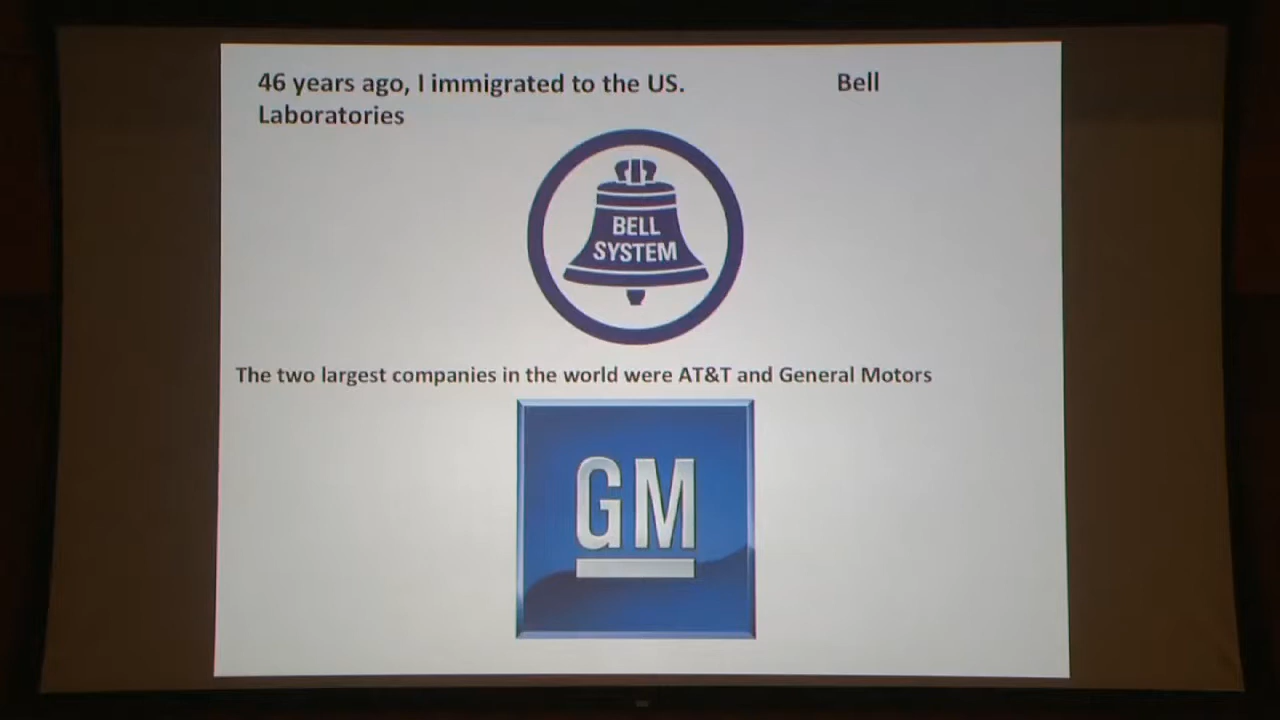 46 years ago, I immigrated to the US. Bell
Laboratories
BELL
SYSTEM
The two largest companies in the world were AT&T and General Motors
GM